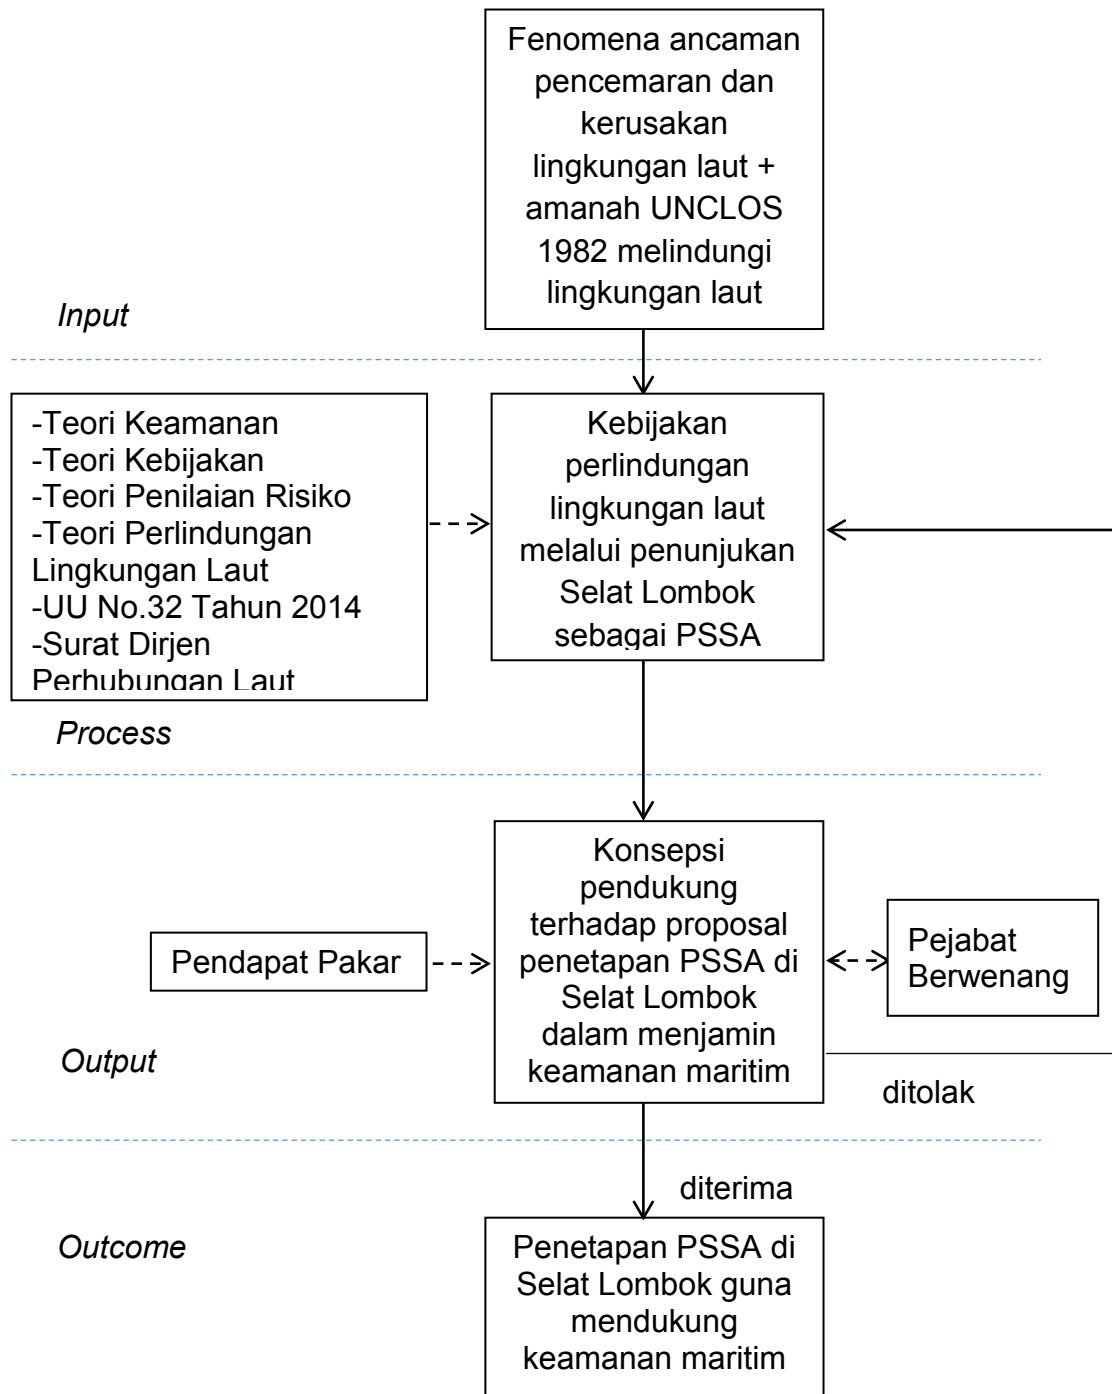 Fenomena ancaman
pencemaran dan
kerusakan
lingkungan laut +
amanah UNCLOS
1982 melindungi
lingkungan laut
Input
-Teori Keamanan
-Teori Kebijakan
-Teori Penilaian Risiko
-Teori Perlindungan
Lingkungan Laut
-UU No.32 Tahun 2014
-Surat Dirjen
Perhubungan Laut
Kebijakan
perlindungan
lingkungan laut
melalui penunjukan
Selat Lombok
sebagai PSSA
Process
Konsepsi
pendukung
terhadap proposal
penetapan PSSA di
Selat Lombok
dalam menjamin
keamanan maritim
Pendapat Pakar
Pejabat
Berwenang
Output
ditolak
diterima
Outcome
Penetapan PSSA di
Selat Lombok guna
mendukung
keamanan maritim